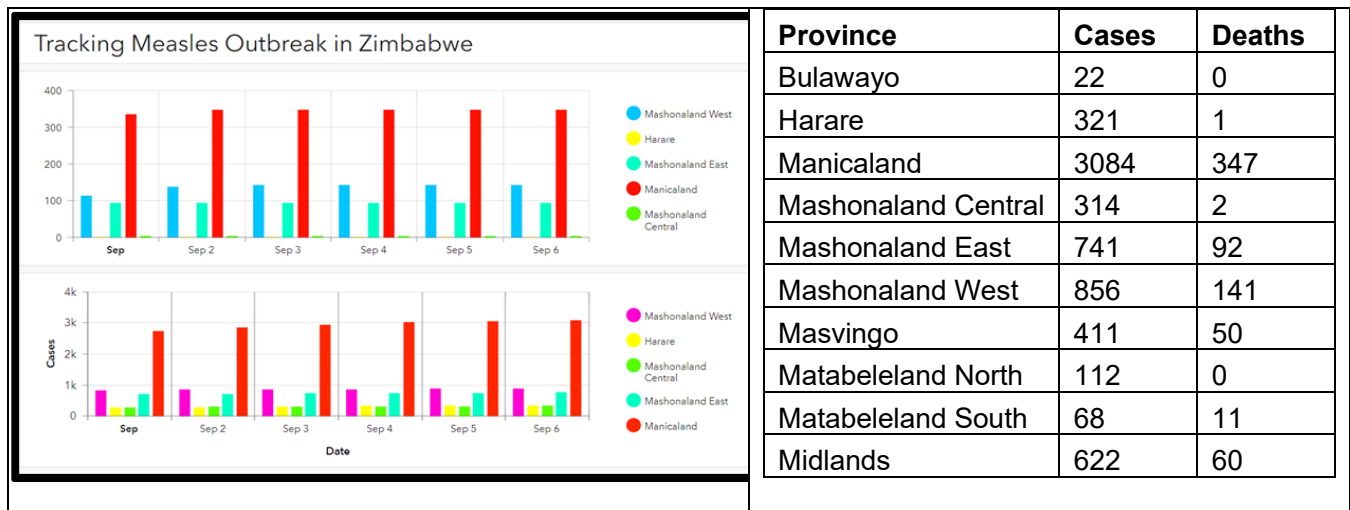 Tracking Measles Outbreak in Zimbabwe
400
300
200
100
0
Sep Sep 2 Sep 3 Sep 4 Sep 5 Sep 6
Mashonaland West
Harare
Mashonaland East
Manicaland
Mashonaland
Central
4k
3k
2k
1k
0
Cases
Sep Sep 2 Sep 3 Sep 4 Sep 5 Sep 6
Date
Mashonaland West
Harare
Mashonaland
Central
Mashonaland East
Manicaland
Province Cases Deaths
Bulawayo 22 0
Harare 321 1
Manicaland 3084 347
Mashonaland Central 314 2
Mashonaland East 741 92
Mashonaland West 856 141
Masvingo 411 50
Matabeleland North 112 0
Matabeleland South 68 11
Midlands 622 60